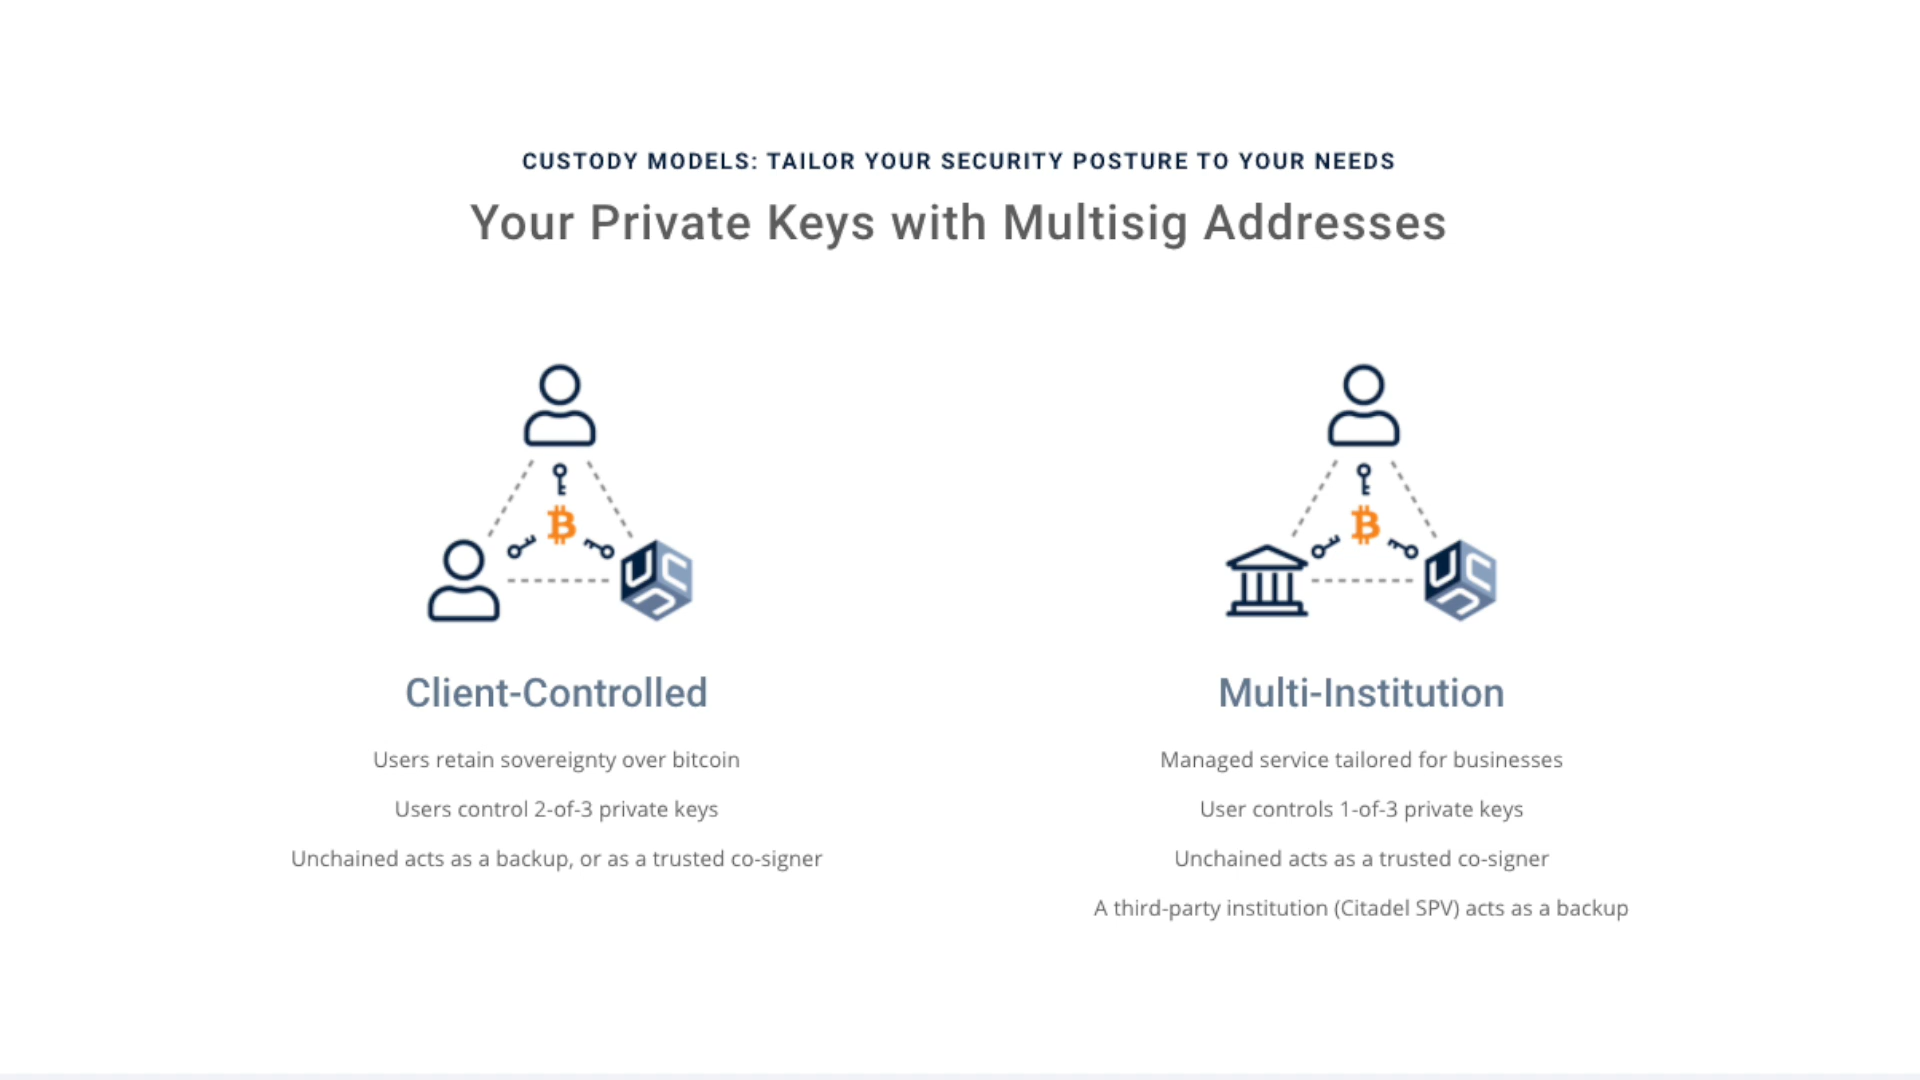 CUSTODY MODELS: TAILOR YOUR SECURITY POSTURE TO YOUR NEEDS
Your Private Keys with Multisig Addresses
UC
UC
Client-Controlled
Users retain sovereignty over bitcoin
Users control 2-of-3 private keys
Unchained acts as a backup, or as a trusted co-signer
Multi-Institution
Managed service tailored for businesses
User controls 1-of-3 private keys
Unchained acts as a trusted co-signer
A third-party institution (Citadel SPV) acts as a backup